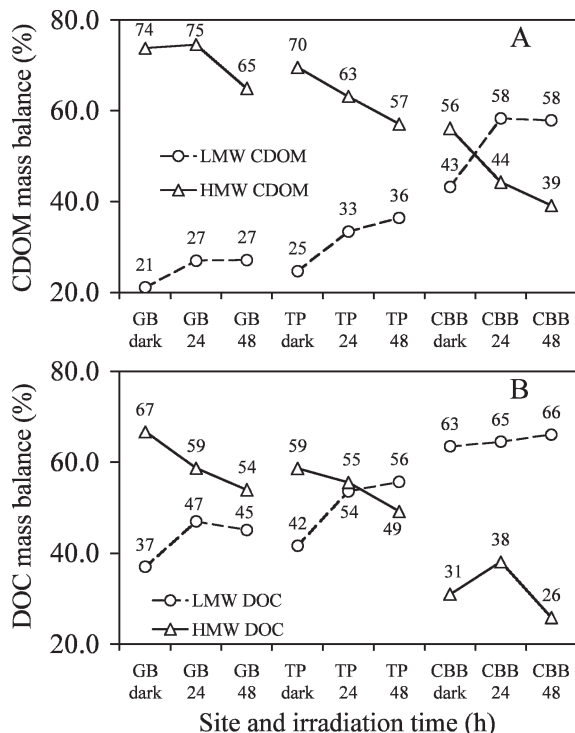 80.0
74
75
65
70
63
57
56
44
39
58
58
43
A
60.0
LMW CDOM
HMW CDOM
40.0
21
27
27
25
33
36
20.0
CDOM mass balance (%)
GB dark
GB 24
GB 48
TP dark
TP 24
TP 48
CBB dark
CBB 24
CBB 48
80.0
B
67
59
54
59
55
49
63
65
66
60.0
37
47
45
42
54
56
31
38
26
40.0
LMW DOC
HMW DOC
20.0
DOC mass balance (%)
GB dark
GB 24
GB 48
TP dark
TP 24
TP 48
CBB dark
CBB 24
CBB 48
Site and irradiation time (h)